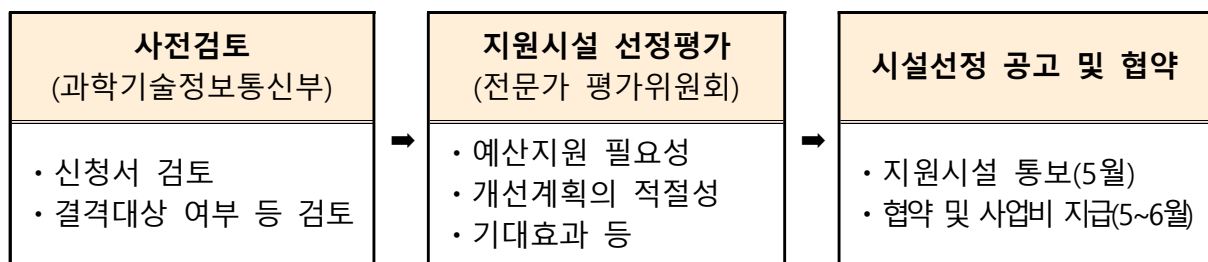 사전검토
(과학기술정보통신부)
・신청서 검토
・결격대상 여부 등 검토
➡
지원시설 선정평가
(전문가 평가위원회)
・예산지원 필요성
・개선계획의 적절성
・기대효과 등
➡
시설선정 공고 및 협약
・지원시설 통보(5월)
・협약 및 사업비 지급(5~6월)